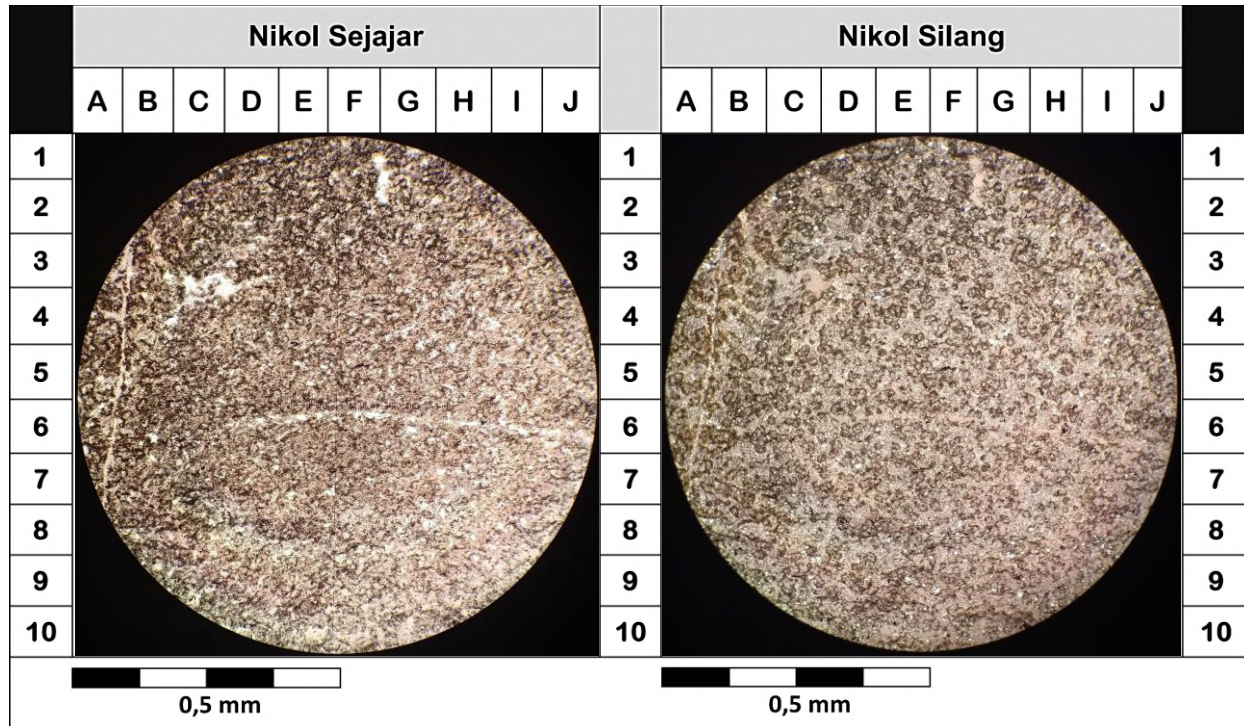 Nikol Sejajar Nikol Silang
A B C D E F G H I J A B C D E F G H I J
1 1 1
2 2 2
3 3 3
4 4 4
5 5 5
6 6 6
7 7 7
8 8 8
9 9 9
10 10 10
0,5 mm 0,5 mm